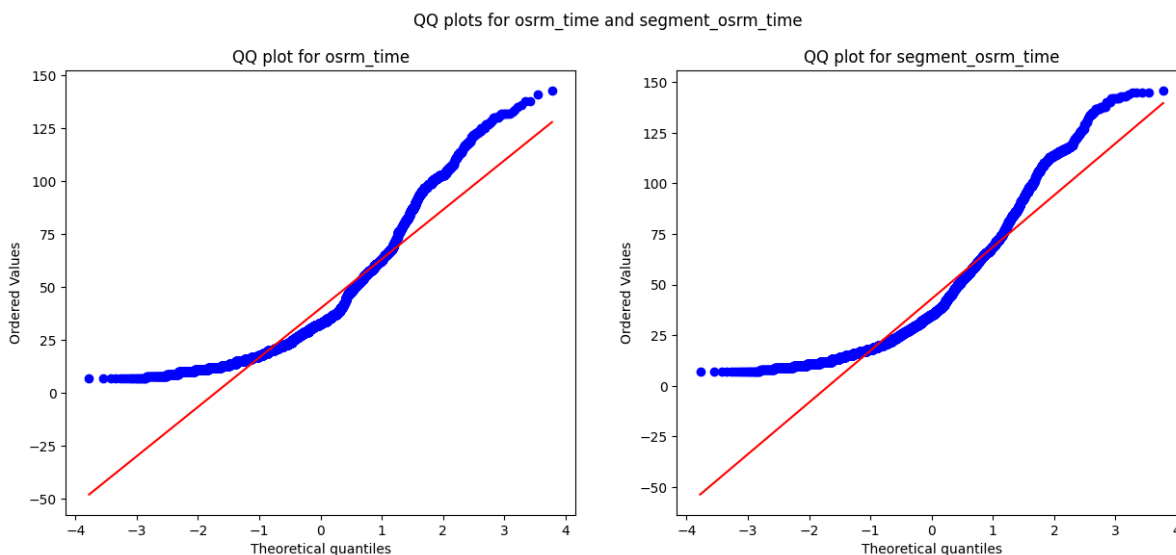 QQ plots for osrm_time and segment_osrm_time
QQ plot for osrm_time
150
125
100
75
50
25
0
−25
−50
Ordered Values
−4 −3 −2 −1 0 1 2 3 4
Theoretical quantiles
QQ plot for segment_osrm_time
150
125
100
75
50
25
0
−25
−50
Ordered Values
−4 −3 −2 −1 0 1 2 3 4
Theoretical quantiles